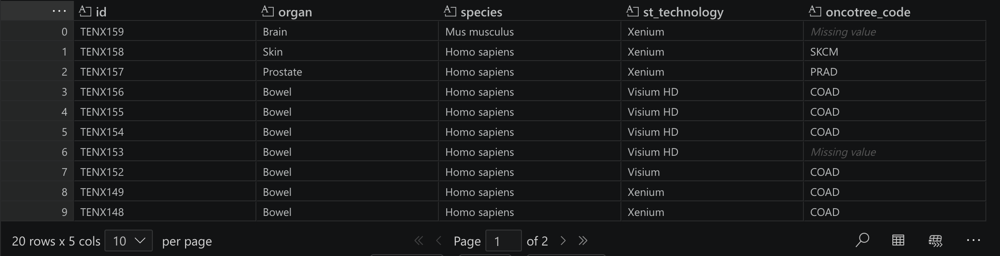 ... id organ species st_technology oncotree_code
0 TENX159 Brain Mus musculus Xenium Missing value
1 TENX158 Skin Homo sapiens Xenium SKCM
2 TENX157 Prostate Homo sapiens Xenium PRAD
3 TENX156 Bowel Homo sapiens Visium HD COAD
4 TENX155 Bowel Homo sapiens Visium HD COAD
5 TENX154 Bowel Homo sapiens Visium HD COAD
6 TENX153 Bowel Homo sapiens Visium HD Missing value
7 TENX152 Bowel Homo sapiens Visium COAD
8 TENX149 Bowel Homo sapiens Xenium COAD
9 TENX148 Bowel Homo sapiens Xenium COAD
20 rows x 5 cols 10 per page Page 1 of 2